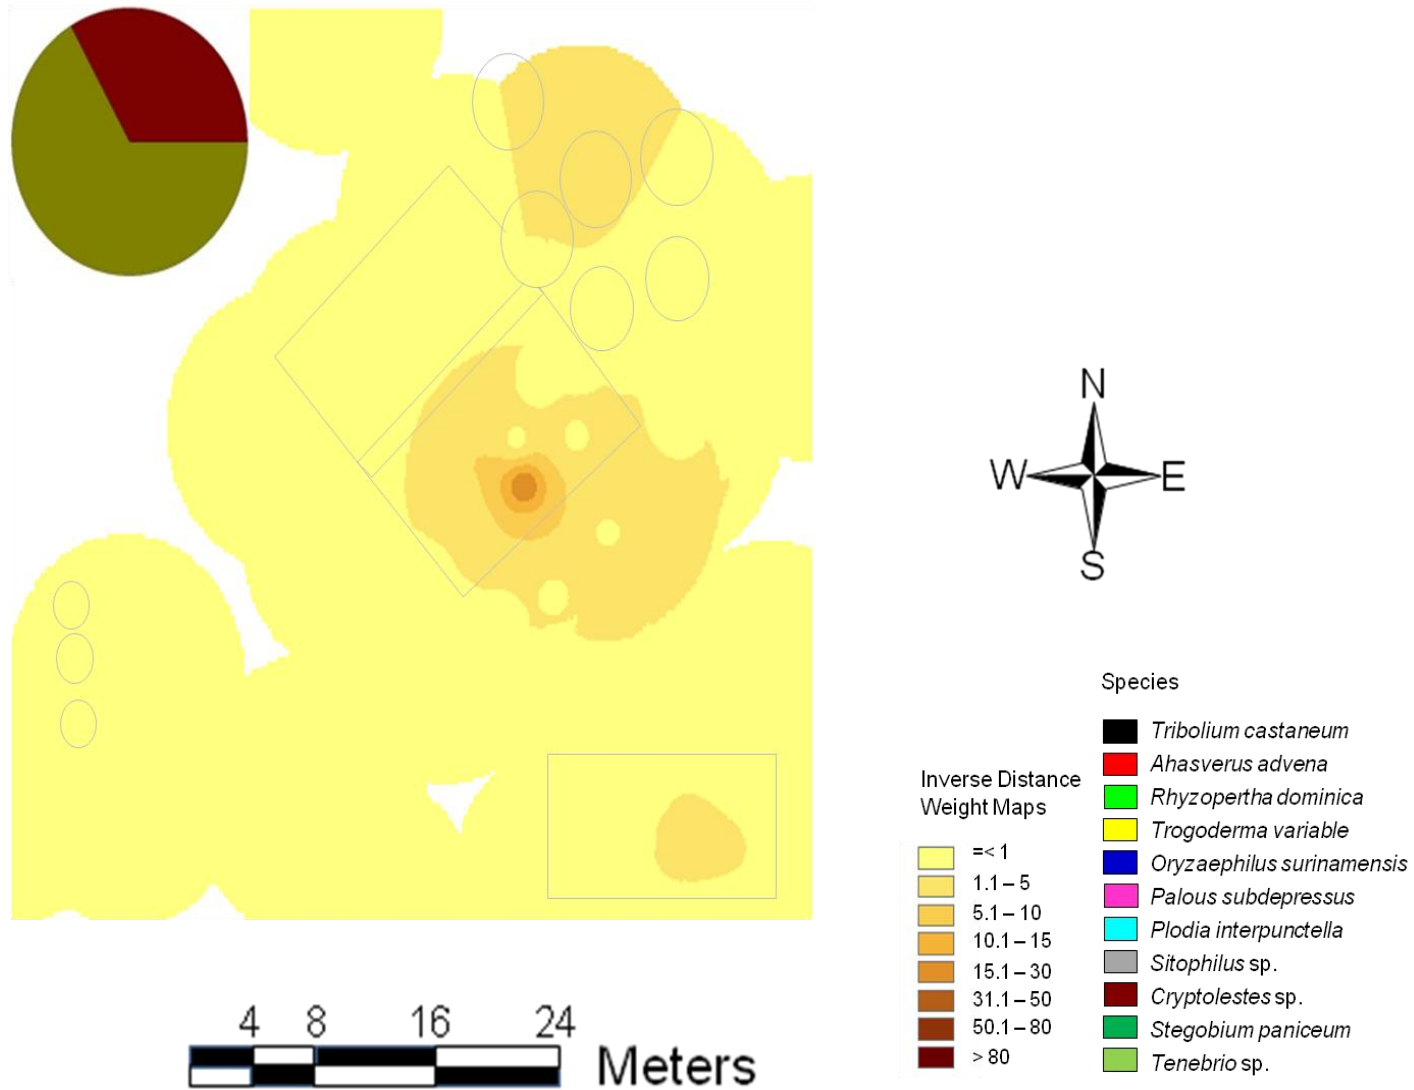 N
W E
S
Species
Tribolium castaneum
Ahasverus advena
Rhyzopertha dominica
Trogoderma variable
Oryzaephilus surinamensis
Palous subdepressus
Plodia interpunctella
Sitophilus sp.
Cryptolestes sp.
Stegobium paniceum
Tenebrio sp.
Inverse Distance
Weight Maps
=< 1
1.1 – 5
5.1 – 10
10.1 – 15
15.1 – 30
31.1 – 50
50.1 – 80
> 80
4 8 16 24
Meters